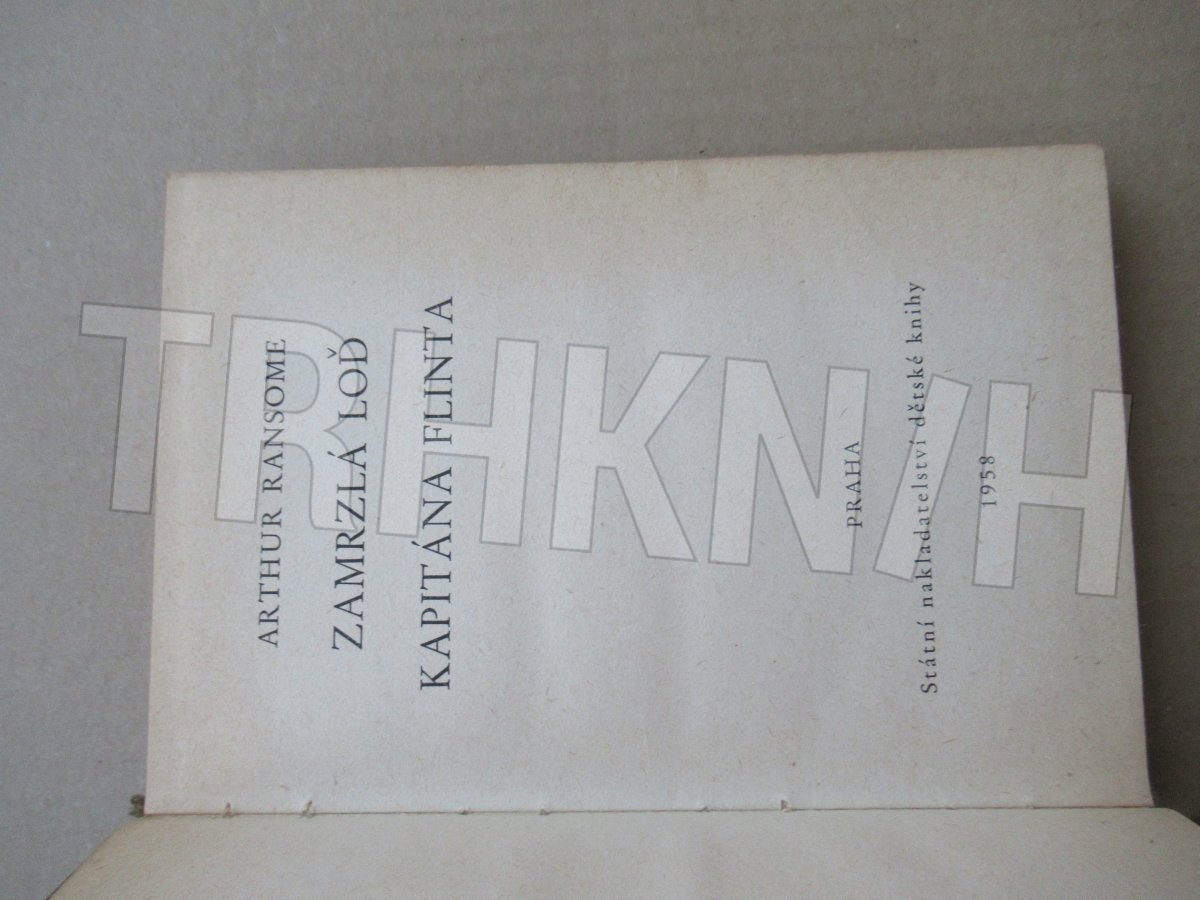 ARTHUR RANSOME
ZAMRZLÁ LOĎ
KAPITÁNA FLINTA
PRAHA
Státní nakladatelství dětské knihy
1958
TRHKNIH